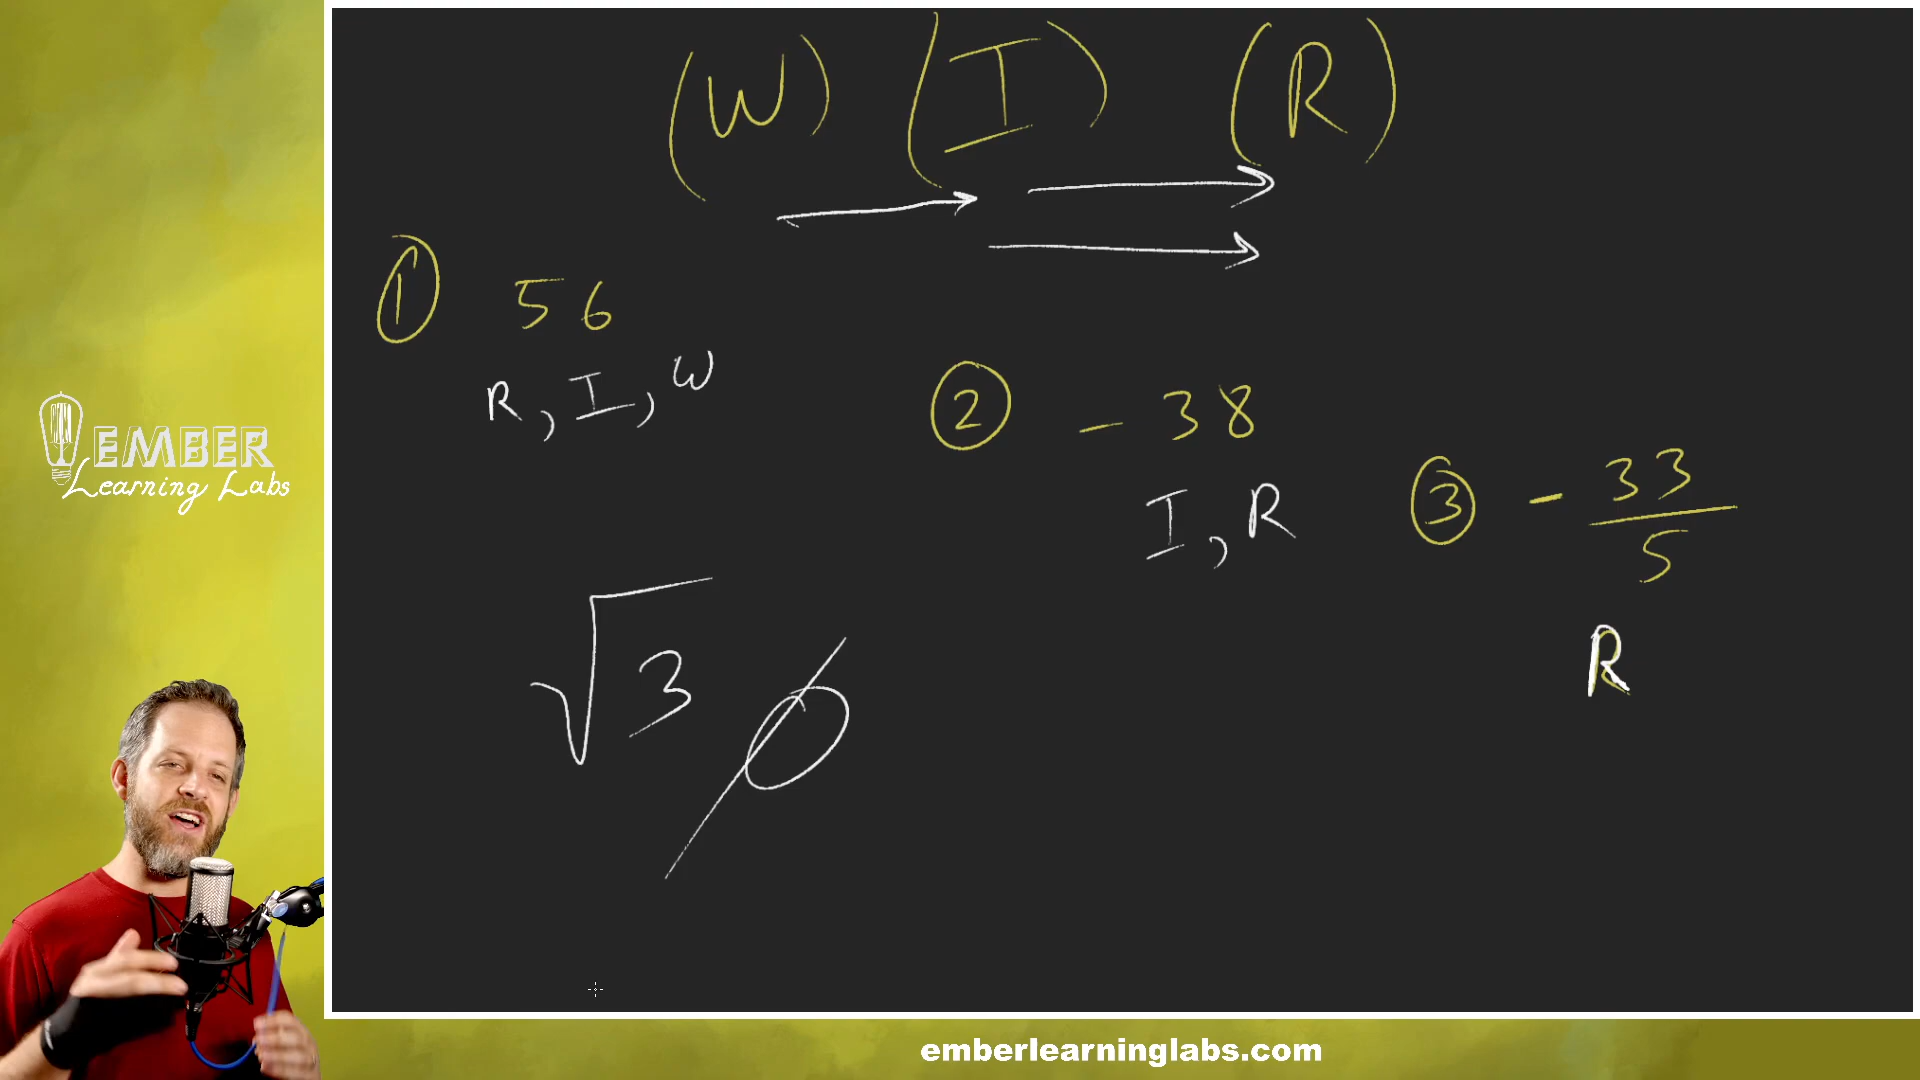 (W) (I) (R)
① 56
R, I, W
② - 38
I, R
③ - 33/5
R
√3 ∅
EMBER
Learning Labs
emberlearninglabs.com